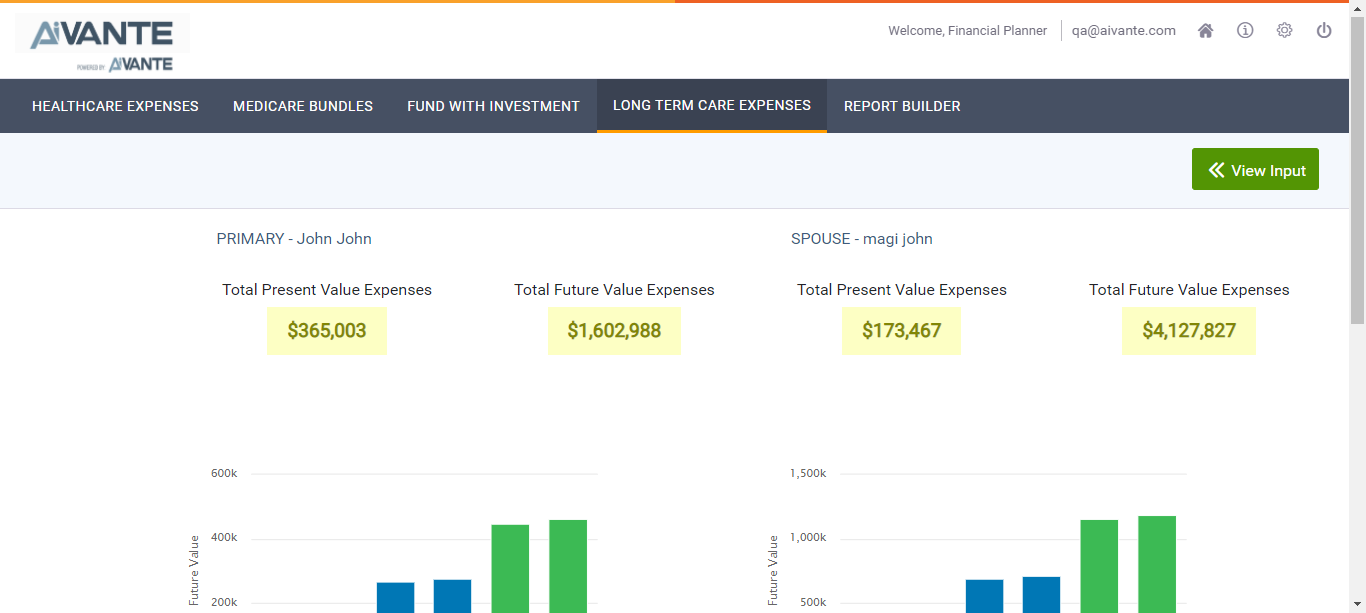 AiVANTE
POWERED BY AiVANTE
Welcome, Financial Planner
qa@aivante.com
HEALTHCARE EXPENSES
MEDICARE BUNDLES
FUND WITH INVESTMENT
LONG TERM CARE EXPENSES
REPORT BUILDER
View Input
PRIMARY - John John
Total Present Value Expenses
$365,003
Total Future Value Expenses
$1,602,988
600k
400k
200k
Future Value
SPOUSE - magi john
Total Present Value Expenses
$173,467
Total Future Value Expenses
$4,127,827
1,500k
1,000k
500k
Future Value